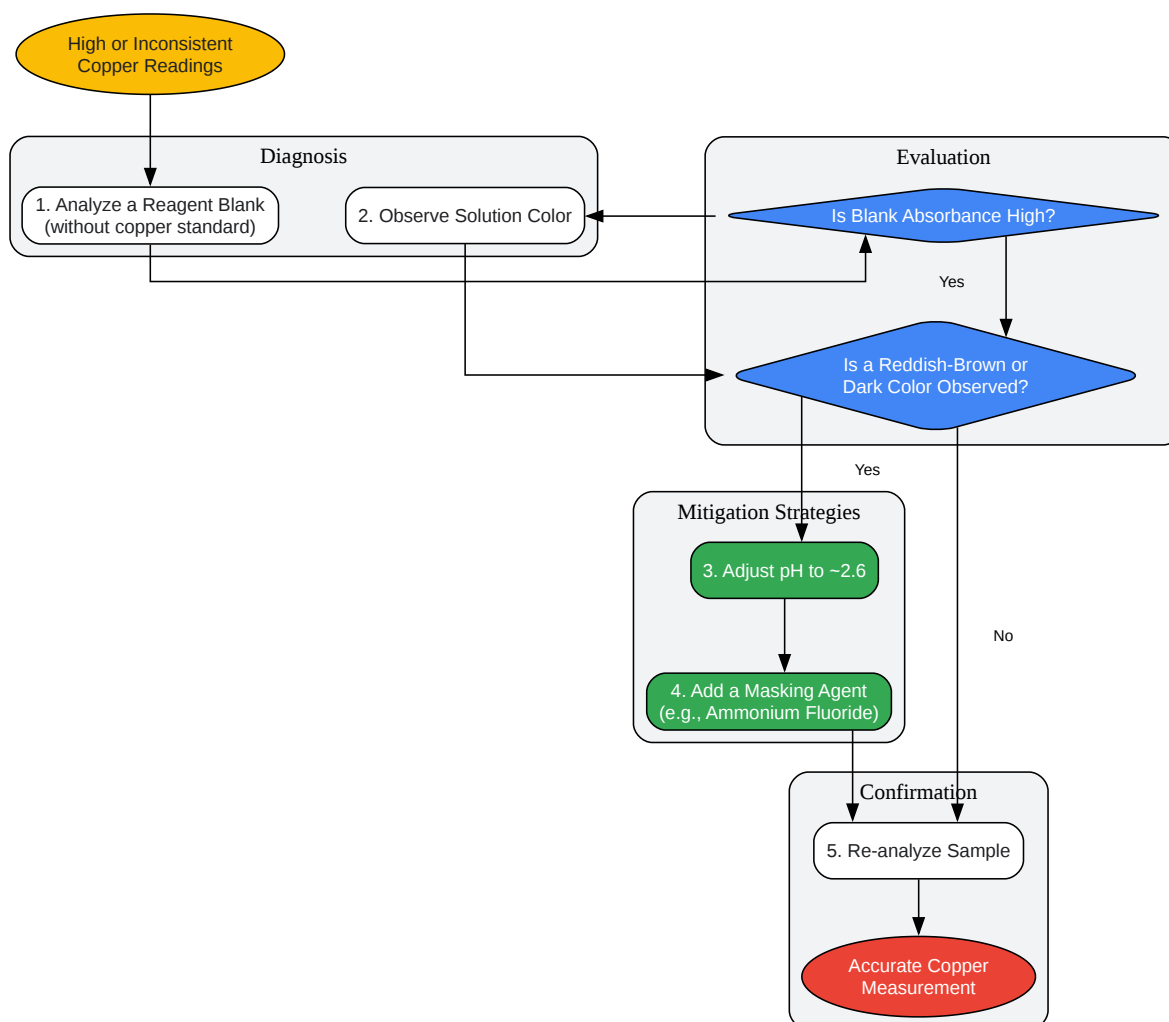 High or Inconsistent
Copper Readings
Diagnosis
1. Analyze a Reagent Blank
(without copper standard)
2. Observe Solution Color
Evaluation
Is Blank Absorbance High?
Yes
Is a Reddish-Brown or
Dark Color Observed?
Yes
Mitigation Strategies
3. Adjust pH to ~2.6
No
4. Add a Masking Agent
(e.g., Ammonium Fluoride)
Confirmation
5. Re-analyze Sample
Accurate Copper
Measurement